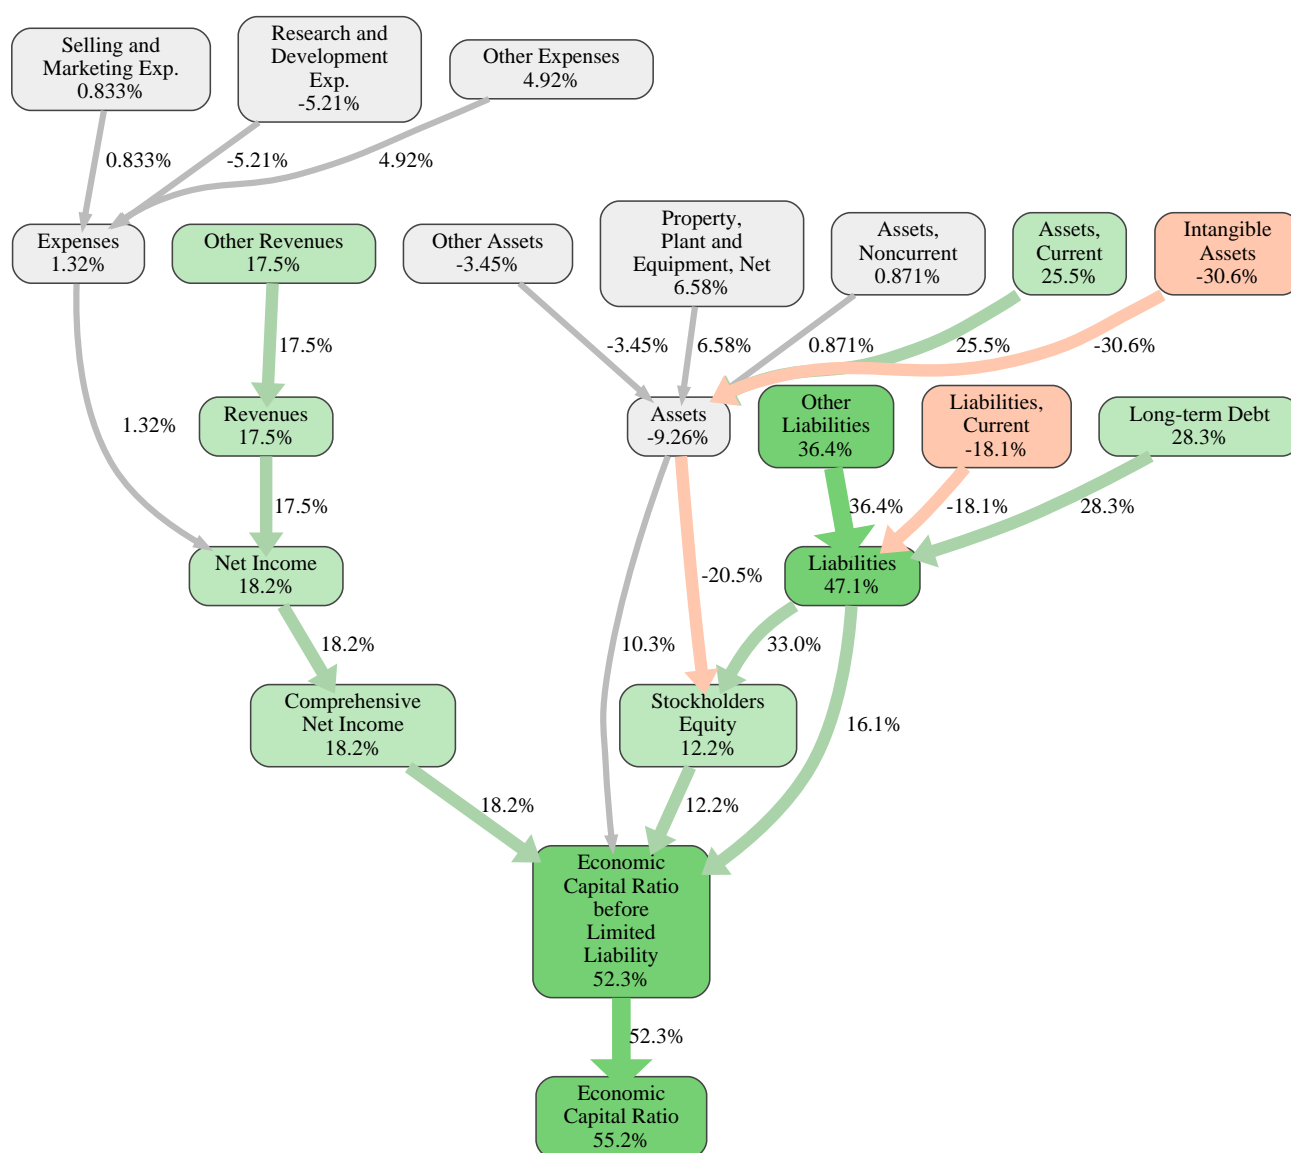 Selling and
Marketing Exp.
0.833%
Research and
Development
Exp.
-5.21%
Other Expenses
4.92%
0.833%
-5.21%
4.92%
Expenses
1.32%
Other Revenues
17.5%
Other Assets
-3.45%
Property,
Plant and
Equipment, Net
6.58%
Assets,
Noncurrent
0.871%
Assets,
Current
25.5%
Intangible
Assets
-30.6%
17.5%
-3.45%
6.58%
0.871%
25.5%
-30.6%
1.32%
Revenues
17.5%
Assets
-9.26%
Other
Liabilities
36.4%
Liabilities,
Current
-18.1%
Long-term Debt
28.3%
17.5%
36.4%
-18.1%
28.3%
Net Income
18.2%
-20.5%
Liabilities
47.1%
18.2%
10.3%
33.0%
Comprehensive
Net Income
18.2%
Stockholders
Equity
12.2%
16.1%
18.2%
12.2%
Economic
Capital Ratio
before
Limited
Liability
52.3%
52.3%
Economic
Capital Ratio
55.2%